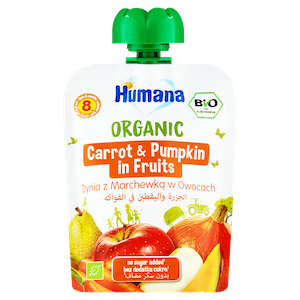 Humana
8
BIO
ORGANIC
Carrot & Pumpkin
in Fruits
Dynia z Marchewką w Owocach
الجزرة واليقطين في الفواكه
no sugar added
bez dodatku cukru
بدون سكر مضاف